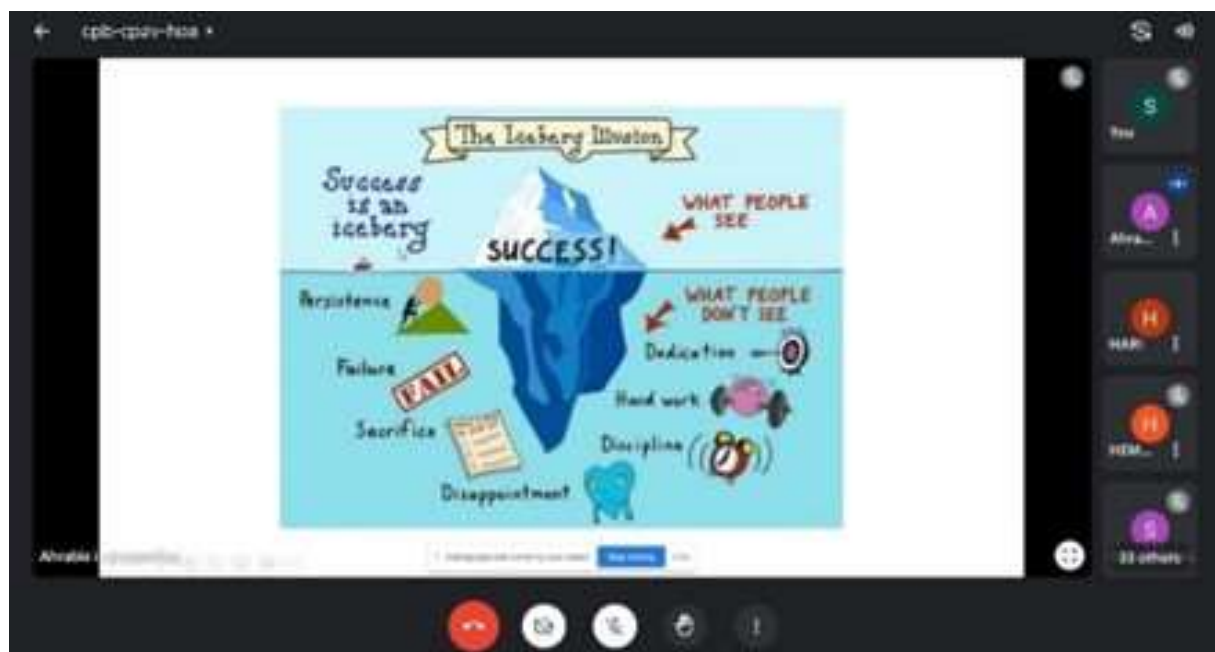 The Iceberg Illusion
Success
is an
iceberg
WHAT PEOPLE
SEE
SUCCESS!
Persistence
WHAT PEOPLE
DON'T SEE
Dedication
Failure
FAIL
Hard work
Sacrifice
Discipline
Disappointment
S
You
A
H
HARI
H
S
33 others